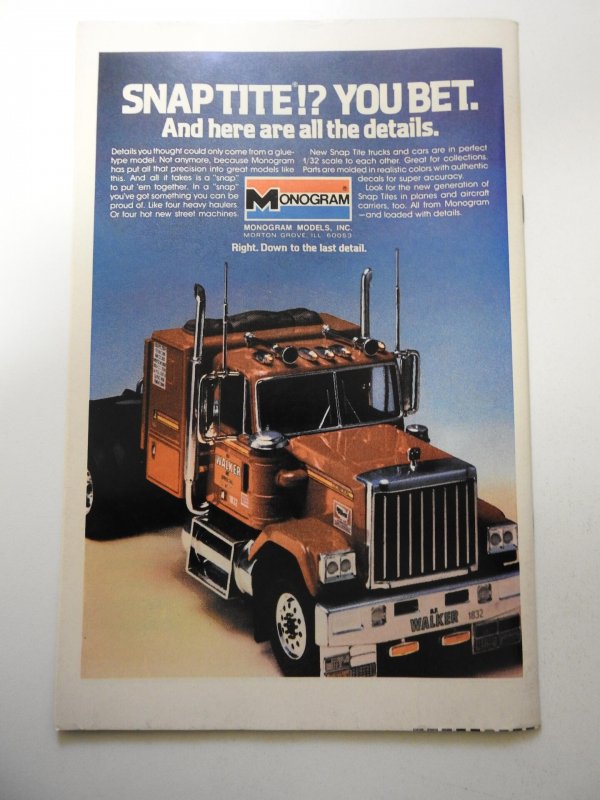 SNAP TITE®!? YOU BET.
And here are all the details.
Details you thought could only come from a glue-
type model. Not anymore, because Monogram
has put all that precision into great models like
this. And all it takes is a "snap"
to put 'em together. In a "snap"
you've got something you can be
proud of. Like four heavy haulers.
Or four hot new street machines.
New Snap Tite trucks and cars are in perfect
1/32 scale to each other. Great for collections.
Parts are molded in realistic colors with authentic
decals for super accuracy.
Look for the new generation of
Snap Tites in planes and aircraft
carriers, too. All from Monogram
—and loaded with details.
MONOGRAM®
MONOGRAM MODELS, INC.
MORTON GROVE, ILL. 60053
Right. Down to the last detail.
WALKER
1832
WALKER 1832